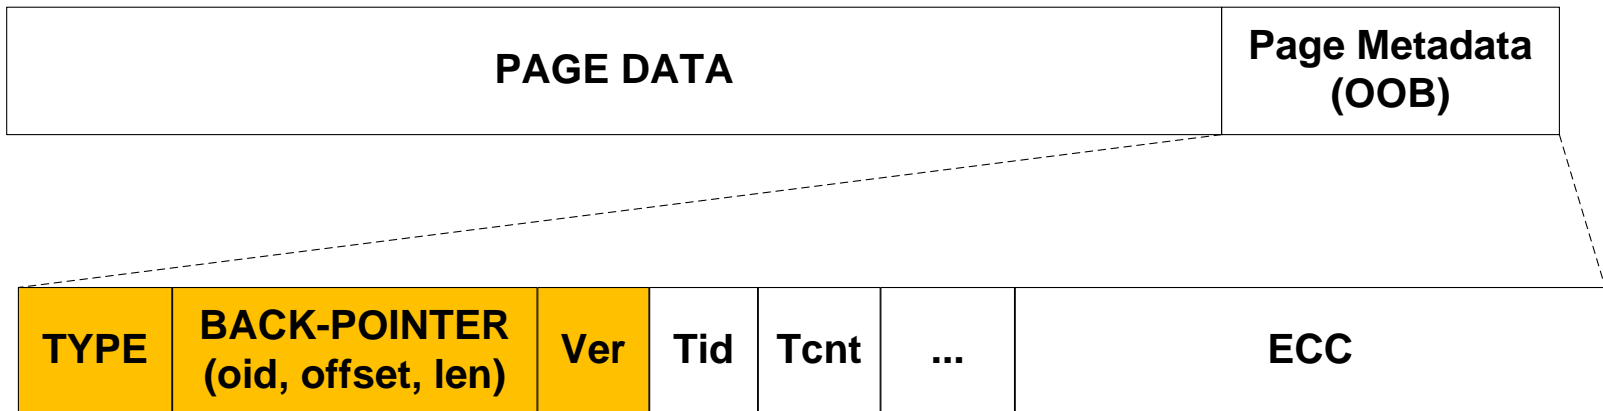 PAGE DATA
Page Metadata
(OOB)
TYPE
BACK-POINTER
(oid, offset, len)
Ver
Tid
Tcnt
...
ECC